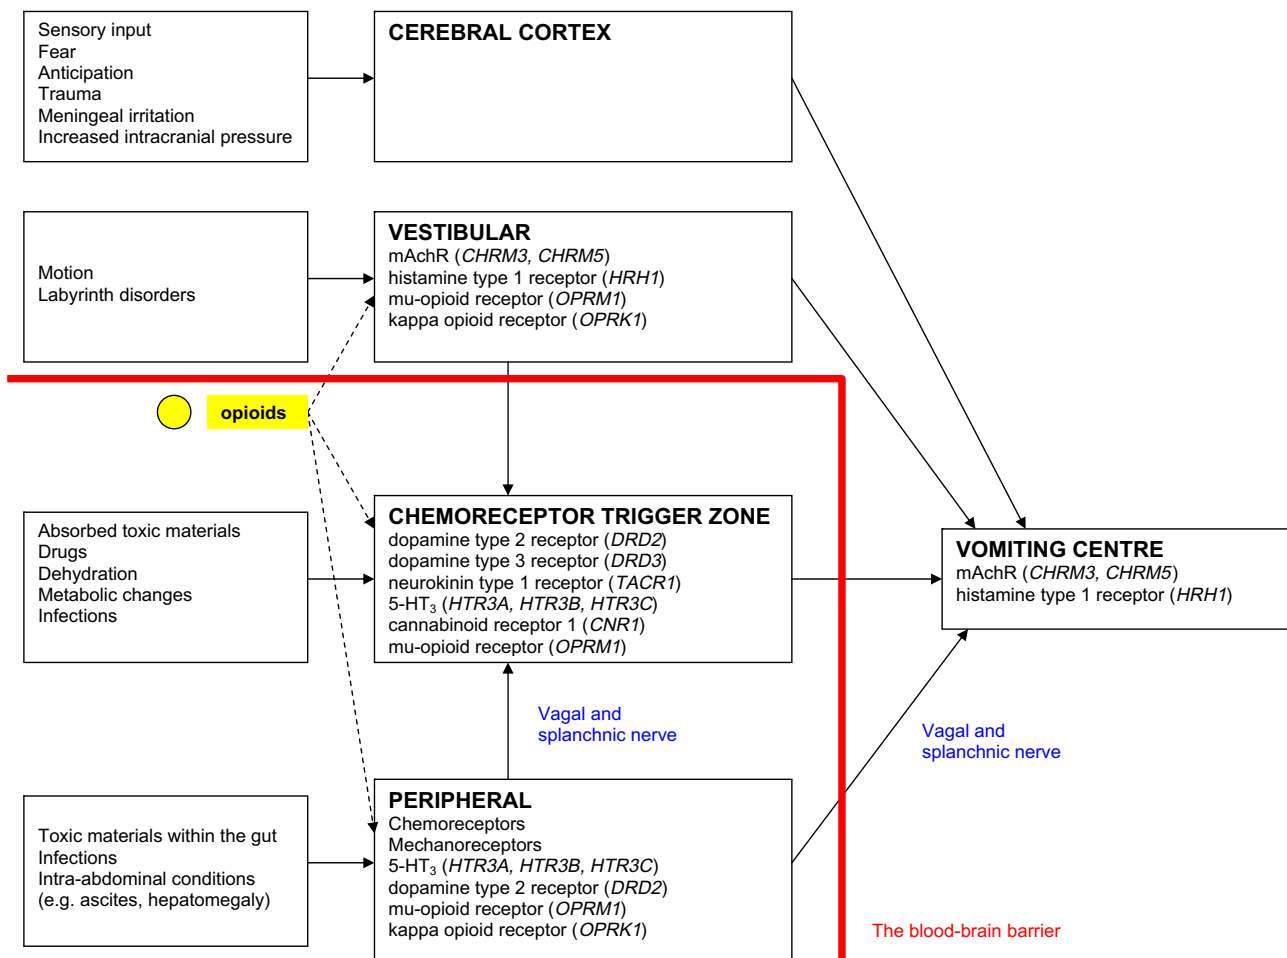 Sensory input
Fear
Anticipation
Trauma
Meningeal irritation
Increased intracranial pressure
CEREBRAL CORTEX
Motion
Labyrinth disorders
VESTIBULAR
mAchR (CHRM3, CHRM5)
histamine type 1 receptor (HRH1)
mu-opioid receptor (OPRM1)
kappa opioid receptor (OPRK1)
opioids
Absorbed toxic materials
Drugs
Dehydration
Metabolic changes
Infections
CHEMORECEPTOR TRIGGER ZONE
dopamine type 2 receptor (DRD2)
dopamine type 3 receptor (DRD3)
neurokinin type 1 receptor (TACR1)
5-HT₃ (HTR3A, HTR3B, HTR3C)
cannabinoid receptor 1 (CNR1)
mu-opioid receptor (OPRM1)
VOMITING CENTRE
mAchR (CHRM3, CHRM5)
histamine type 1 receptor (HRH1)
Vagal and
splanchnic nerve
Vagal and
splanchnic nerve
Toxic materials within the gut
Infections
Intra-abdominal conditions
(e.g. ascites, hepatomegaly)
PERIPHERAL
Chemoreceptors
Mechanoreceptors
5-HT₃ (HTR3A, HTR3B, HTR3C)
dopamine type 2 receptor (DRD2)
mu-opioid receptor (OPRM1)
kappa opioid receptor (OPRK1)
The blood-brain barrier